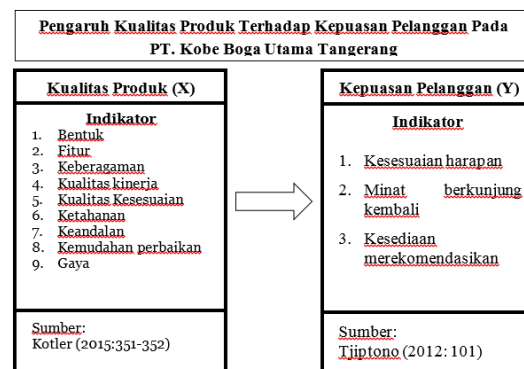 Pengaruh Kualitas Produk Terhadap Kepuasan Pelanggan Pada
PT. Kobe Boga Utama Tangerang
Kualitas Produk (X)
Indikator
1. Bentuk
2. Fitur
3. Keberagaman
4. Kualitas kinerja
5. Kualitas Kesesuaian
6. Ketahanan
7. Keandalan
8. Kemudahan perbaikan
9. Gaya
Sumber:
Kotler (2015:351-352)
Kepuasan Pelanggan (Y)
Indikator
1. Kesesuaian harapan
2. Minat berkunjung
kembali
3. Kesediaan
merekomendasikan
Sumber:
Tjiptono (2012: 101)